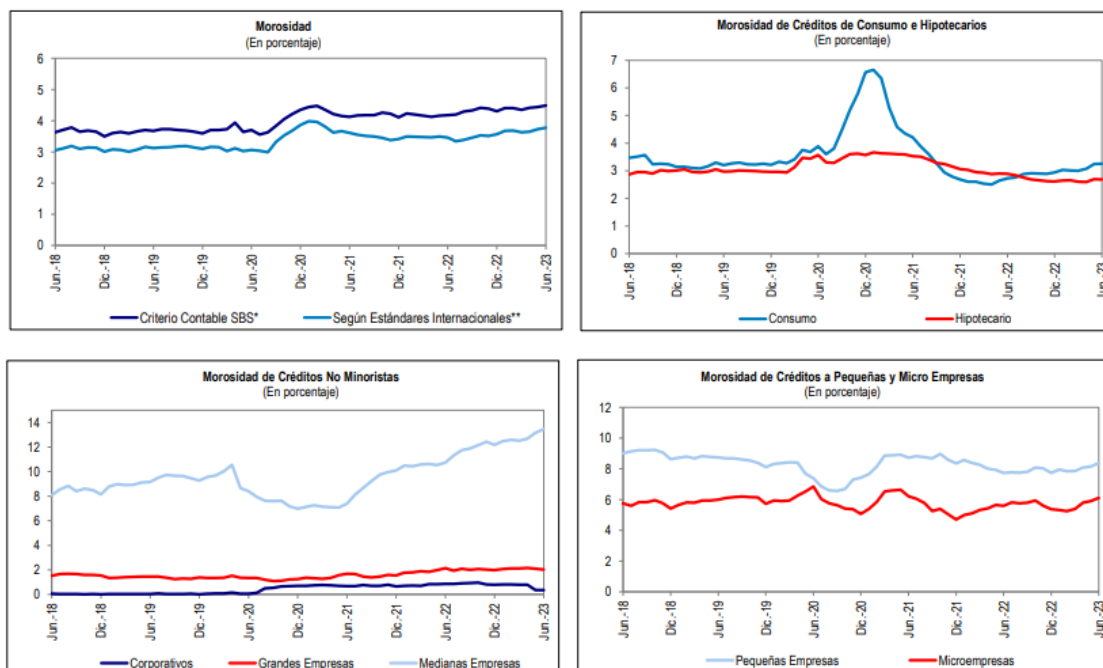 Morosidad
(En porcentaje)
6
5
4
3
2
1
0
Jun.-18
Dic.-18
Jun.-19
Dic.-19
Jun.-20
Dic.-20
Jun.-21
Dic.-21
Jun.-22
Dic.-22
Jun.-23
Criterio Contable SBS*
Según Estándares Internacionales**
Morosidad de Créditos de Consumo e Hipotecarios
(En porcentaje)
7
6
5
4
3
2
1
0
Jun.-18
Dic.-18
Jun.-19
Dic.-19
Jun.-20
Dic.-20
Jun.-21
Dic.-21
Jun.-22
Dic.-22
Jun.-23
Consumo
Hipotecario
Morosidad de Créditos No Minoristas
(En porcentaje)
14
12
10
8
6
4
2
0
Jun.-18
Dic.-18
Jun.-19
Dic.-19
Jun.-20
Dic.-20
Jun.-21
Dic.-21
Jun.-22
Dic.-22
Jun.-23
Corporativos
Grandes Empresas
Medianas Empresas
Morosidad de Créditos a Pequeñas y Micro Empresas
(En porcentaje)
12
10
8
6
4
2
0
Jun.-18
Dic.-18
Jun.-19
Dic.-19
Jun.-20
Dic.-20
Jun.-21
Dic.-21
Jun.-22
Dic.-22
Jun.-23
Pequeñas Empresas
Microempresas